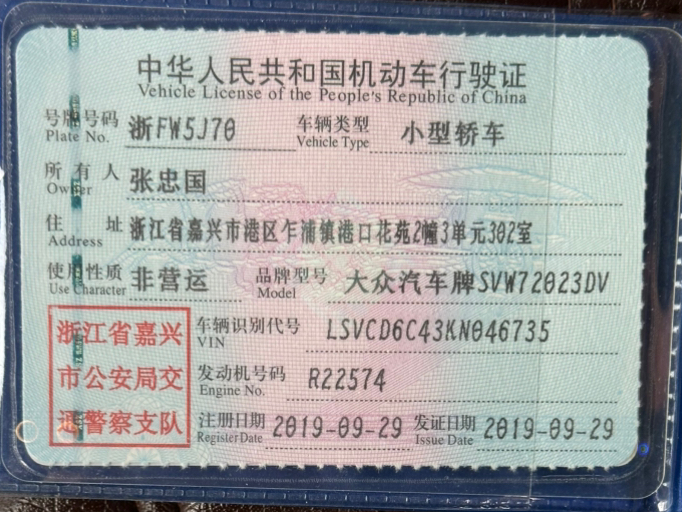 中华人民共和国机动车行驶证
Vehicle License of the People's Republic of China
号牌号码 浙FW5J70 车辆类型 小型轿车
Plate No. Vehicle Type
所有人 张忠国
Owner
住址 浙江省嘉兴市港区乍浦镇港口花苑2幢3单元302室
Address
使用性质 非营运 品牌型号 大众汽车牌SVW72023DV
Use Character Model
浙江省嘉兴
市公安局交
通警察支队
车辆识别代号 LSVCD6C43KN046735
VIN
发动机号码 R22574
Engine No.
注册日期 2019-09-29 发证日期 2019-09-29
Register Date Issue Date